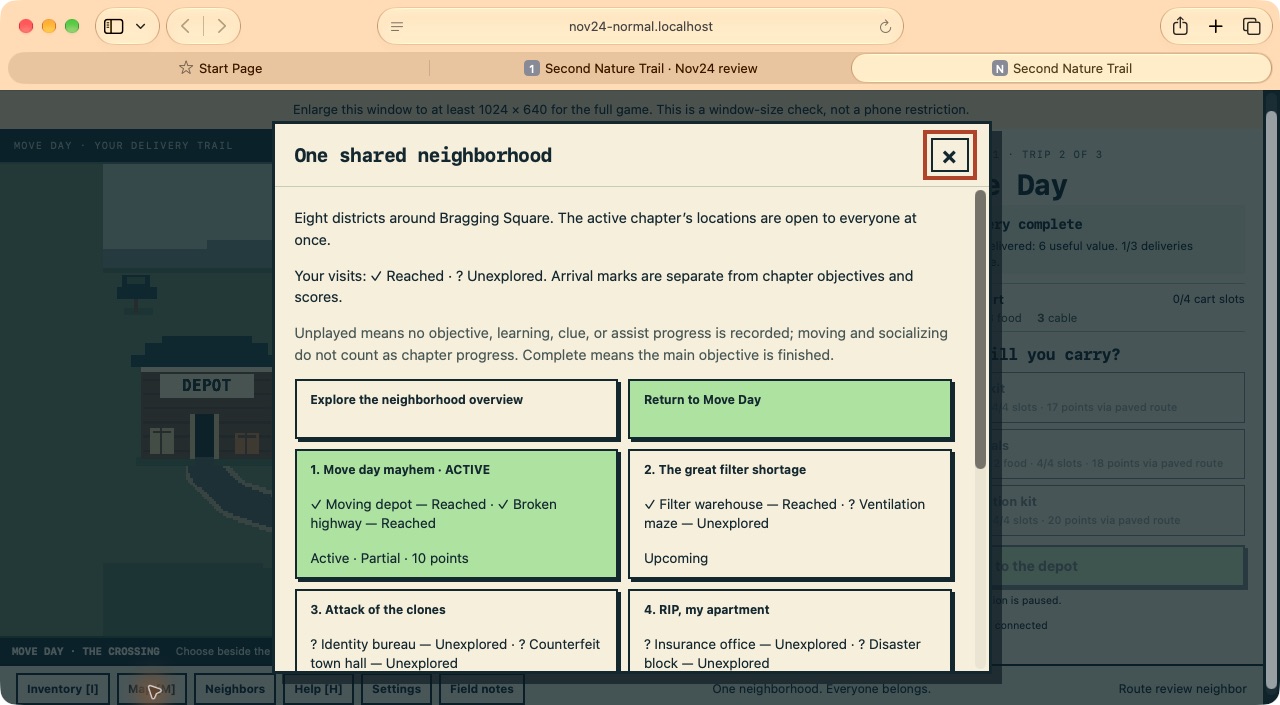 nov24-normal.localhost
Start Page
1 Second Nature Trail · Nov24 review
N Second Nature Trail
Enlarge this window to at least 1024 × 640 for the full game. This is a window-size check, not a phone restriction.
MOVE DAY · YOUR DELIVERY TRAIL
· TRIP 2 OF 3
Day
complete
6 useful value. 1/3 deliveries
0/4 cart slots
food 3 cable
you carry?
slots · 17 points via paved route
food · 4/4 slots · 18 points via paved route
kit
slots · 20 points via paved route
to the depot
is paused.
connected
DEPOT
One shared neighborhood
×
Eight districts around Bragging Square. The active chapter’s locations are open to everyone at
once.
Your visits: ✓ Reached · ? Unexplored. Arrival marks are separate from chapter objectives and
scores.
Unplayed means no objective, learning, clue, or assist progress is recorded; moving and socializing
do not count as chapter progress. Complete means the main objective is finished.
Explore the neighborhood overview
Return to Move Day
1. Move day mayhem · ACTIVE
✓ Moving depot — Reached · ✓ Broken
highway — Reached
Active · Partial · 10 points
2. The great filter shortage
✓ Filter warehouse — Reached · ? Ventilation
maze — Unexplored
Upcoming
3. Attack of the clones
? Identity bureau — Unexplored · ? Counterfeit
town hall — Unexplored
4. RIP, my apartment
? Insurance office — Unexplored · ? Disaster
block — Unexplored
MOVE DAY · THE CROSSING Choose beside the
Inventory [I]
Neighbors
Help [H]
Settings
Field notes
One neighborhood. Everyone belongs.
Route review neighbor